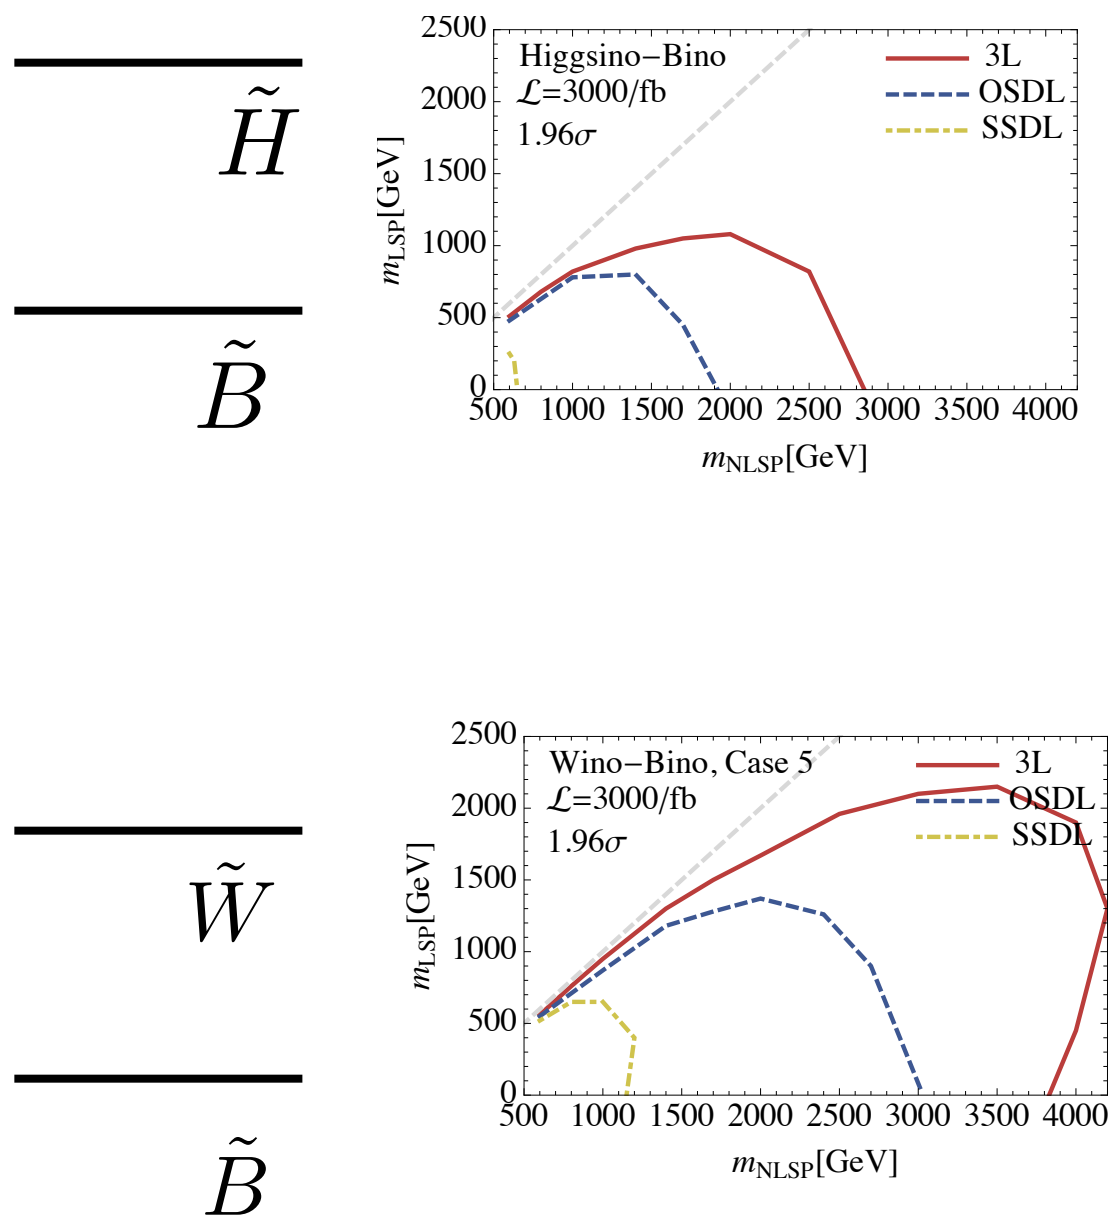 H̃
B̃
Higgsino−Bino
ℒ=3000/fb
1.96σ
3L
OSDL
SSDL
2500
2000
1500
1000
500
0
m_LSP[GeV]
500 1000 1500 2000 2500 3000 3500 4000
m_NLSP[GeV]
W̃
B̃
Wino−Bino, Case 5
ℒ=3000/fb
1.96σ
3L
OSDL
SSDL
2500
2000
1500
1000
500
0
m_LSP[GeV]
500 1000 1500 2000 2500 3000 3500 4000
m_NLSP[GeV]